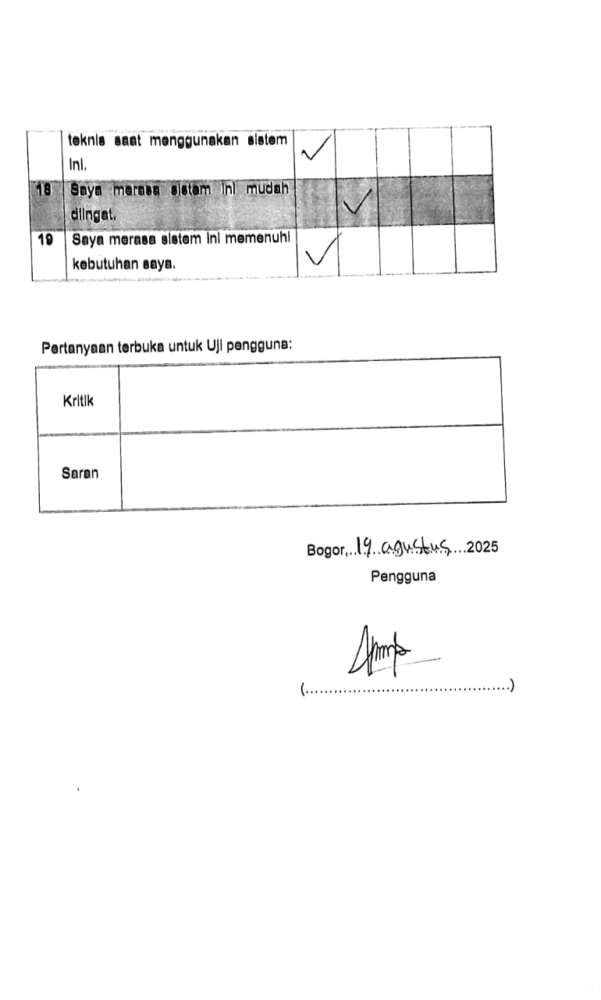 teknis saat menggunakan sistem ✓
ini.
18 Saya merasa sistem ini mudah ✓
diingat.
19 Saya merasa sistem ini memenuhi ✓
kebutuhan saya.
Pertanyaan terbuka untuk Uji pengguna:
Kritik
Saran
Bogor,..19..agustus....2025
Pengguna
(............................................)